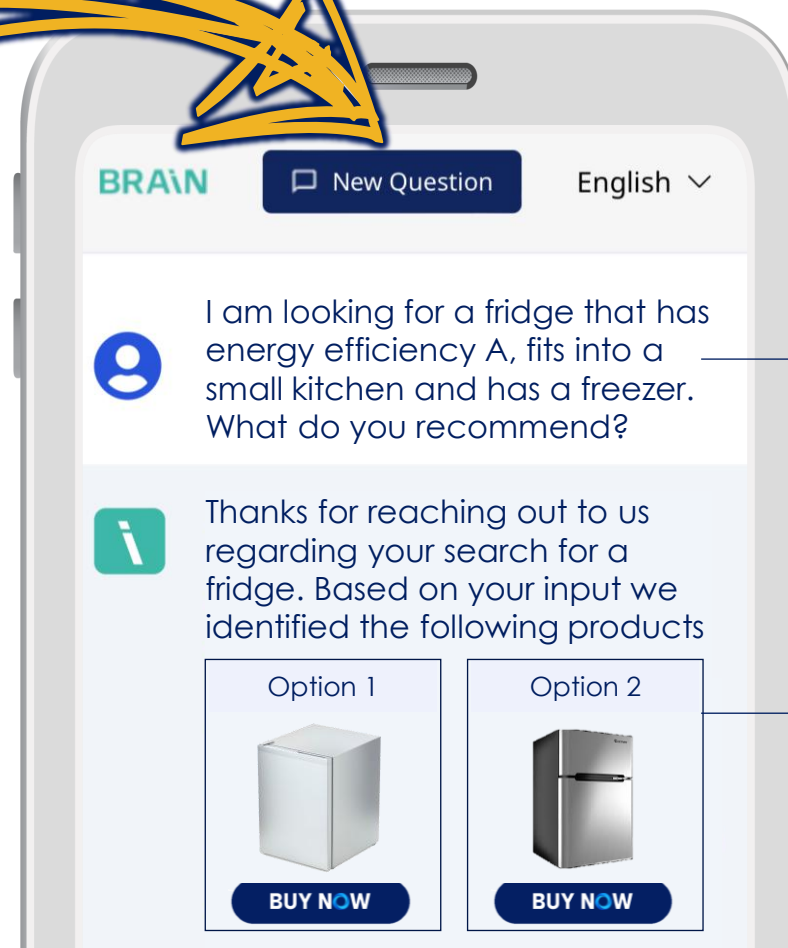 BRAiN
New Question
English
I am looking for a fridge that has
energy efficiency A, fits into a
small kitchen and has a freezer.
What do you recommend?
i
Thanks for reaching out to us
regarding your search for a
fridge. Based on your input we
identified the following products
Option 1
Option 2
BUY NOW
BUY NOW